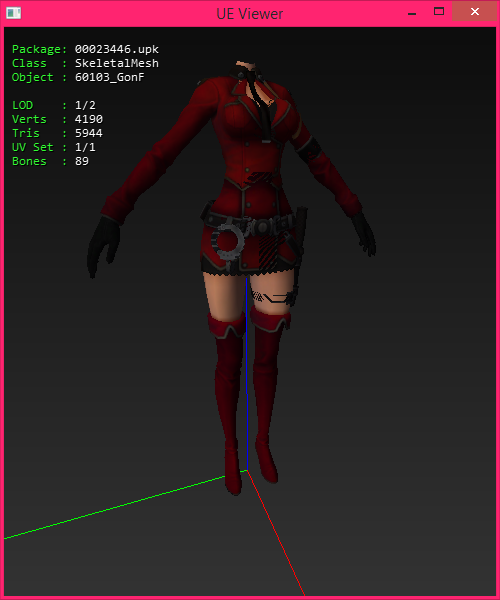 UE Viewer
Package: 00023446.upk
Class  : SkeletalMesh
Object : 60103_GonF
LOD    : 1/2
Verts  : 4190
Tris   : 5944
UV Set : 1/1
Bones  : 89